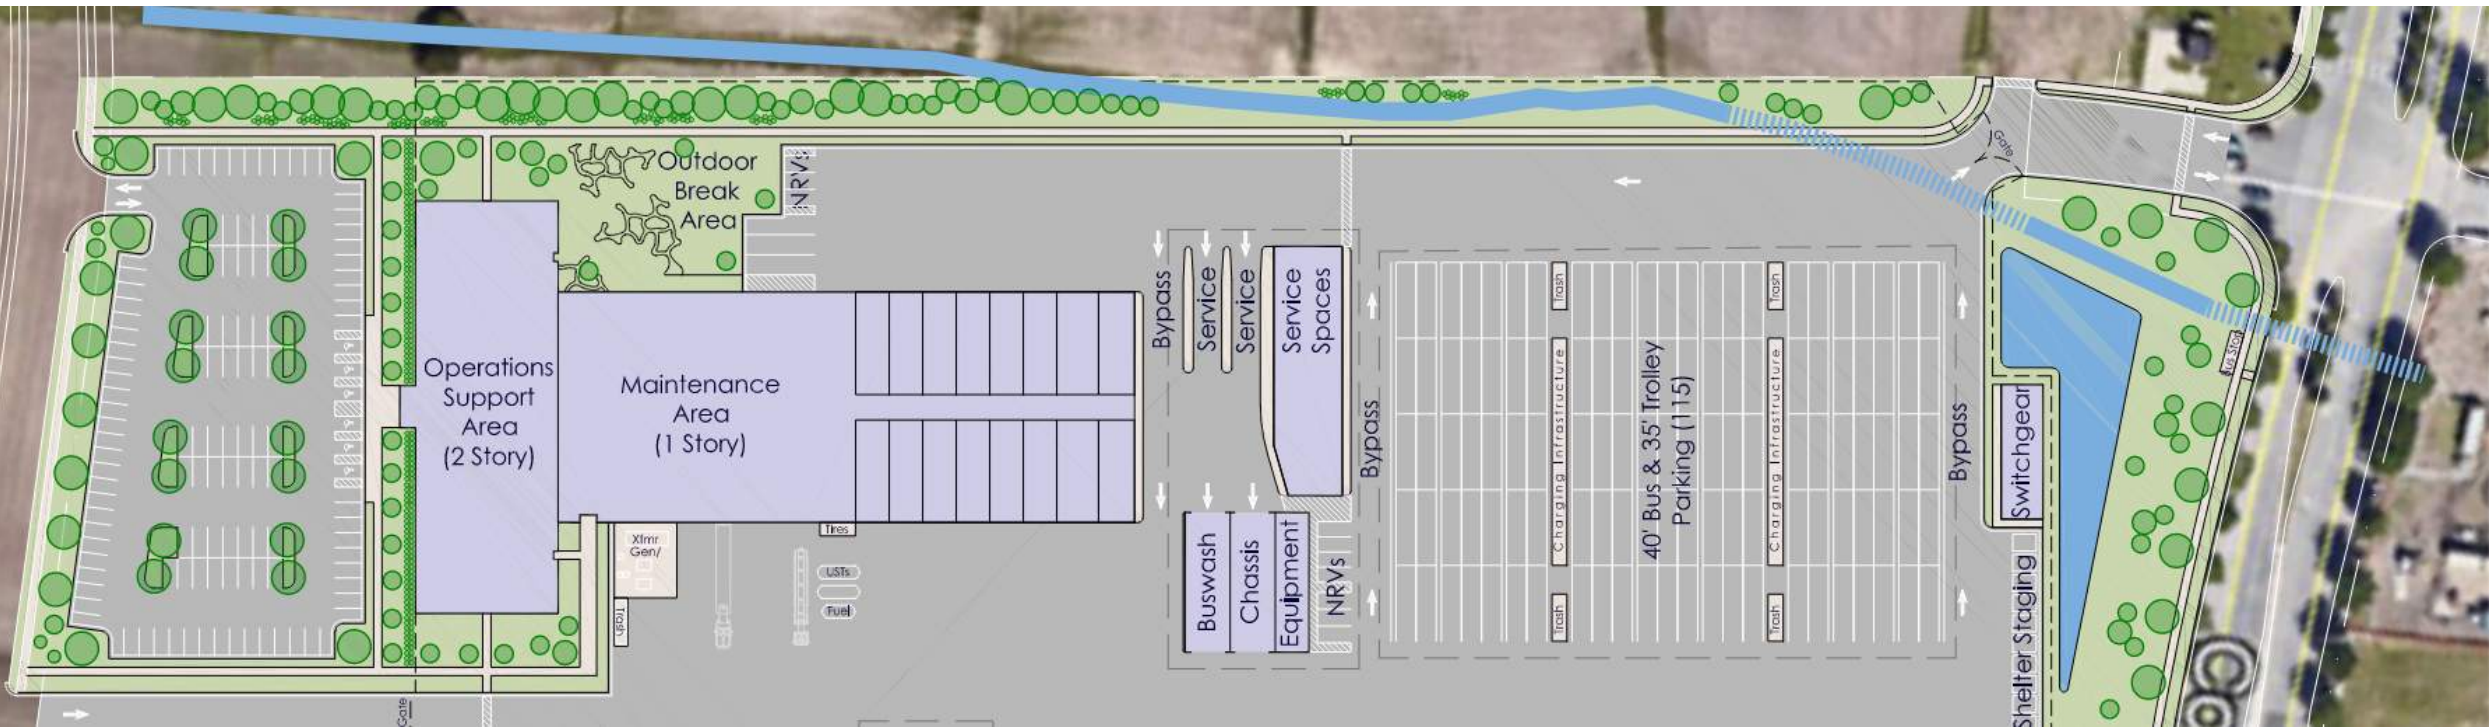 Outdoor
Break
Area
NRVs
Gate
Bypass
Service
Service
Service
Spaces
Trash
Trash
Operations
Support
Area
(2 Story)
Maintenance
Area
(1 Story)
Bypass
Charging Infrastructure
40' Bus & 35' Trolley
Parking (115)
Charging Infrastructure
Bypass
Switchgear
Bus Stop
Tires
Xfmr
Gen/
USTs
Fuel
Trash
Buswash
Chassis
Equipment
NRVs
Trash
Trash
Shelter Staging
Gate